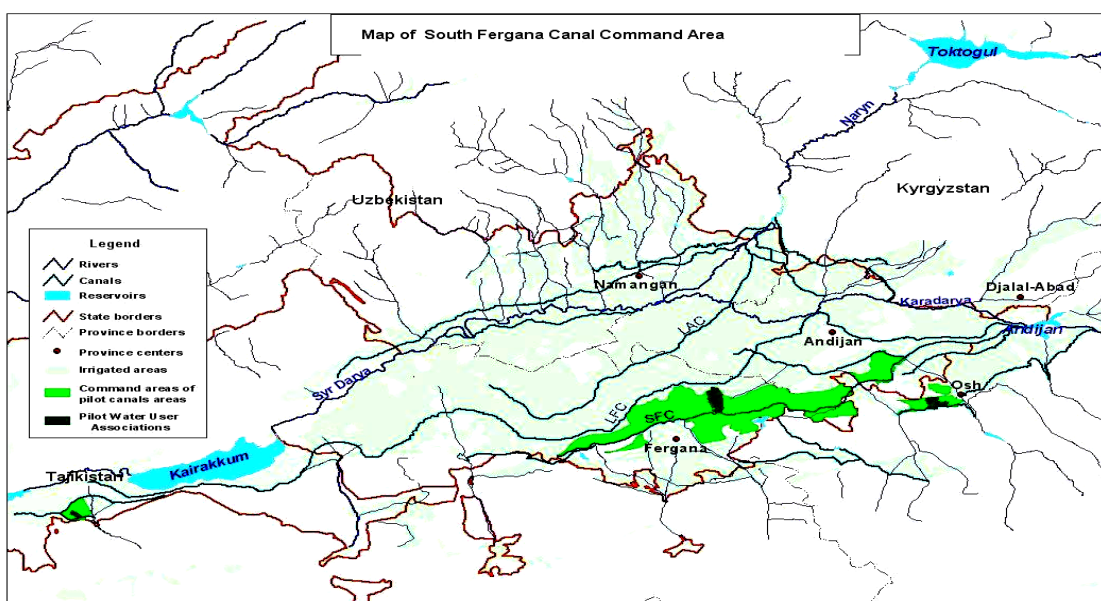 Map of South Fergana Canal Command Area
Toktogul
Naryn
Kyrgyzstan
Uzbekistan
Legend
Rivers
Canals
Reservoirs
State borders
Province borders
Province centers
Irrigated areas
Command areas of
pilot canals areas
Pilot Water User
Associations
Namangan
Djalal-Abad
Karadarya
Andijan
LAC
Andijan
Syr Darya
Osh
LFC
SFC
Fergana
Kairakkum
Tajikistan